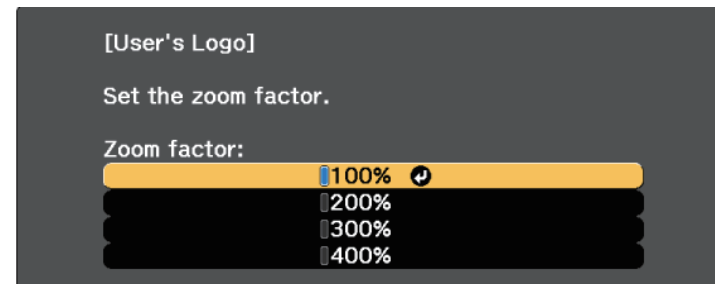 [User's Logo]
Set the zoom factor.
Zoom factor:
100%
200%
300%
400%